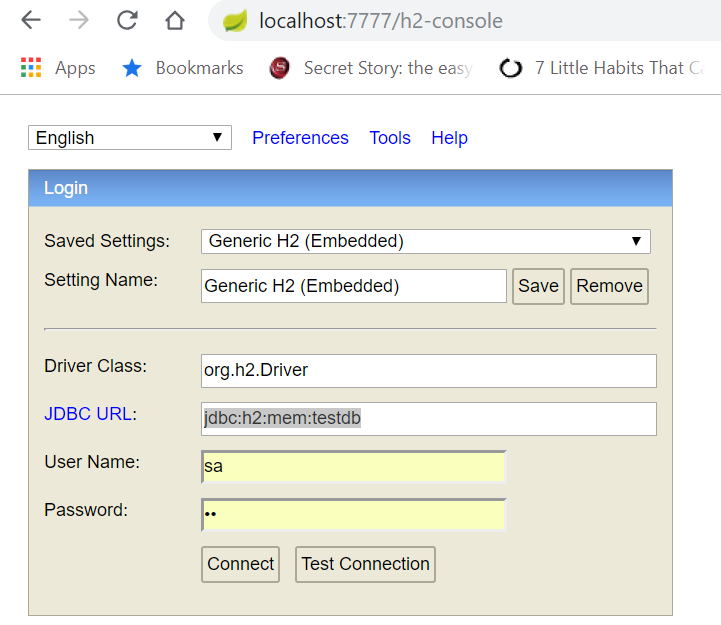 localhost:7777/h2-console
Apps Bookmarks Secret Story: the easy 7 Little Habits That Ca
English Preferences Tools Help
Login
Saved Settings: Generic H2 (Embedded)
Setting Name: Generic H2 (Embedded) Save Remove
Driver Class: org.h2.Driver
JDBC URL: jdbc:h2:mem:testdb
User Name: sa
Password: ••
Connect Test Connection